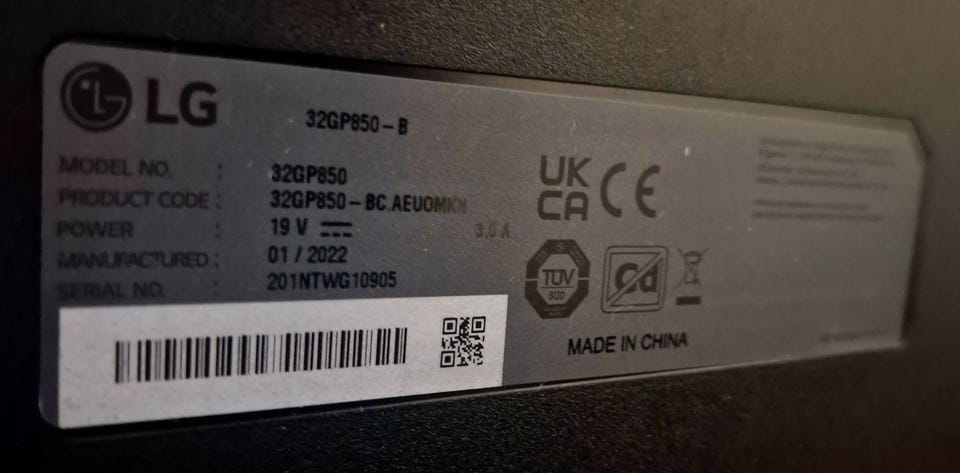 LG
32GP850-B
MODEL NO. : 32GP850
PRODUCT CODE : 32GP850-BC.AEUOMKN
POWER : 19 V ⎓ 3.0 A
MANUFACTURED : 01 / 2022
SERIAL NO. : 201NTWG10905
UK
CA
CE
TÜV
SÜD
Cd
MADE IN CHINA